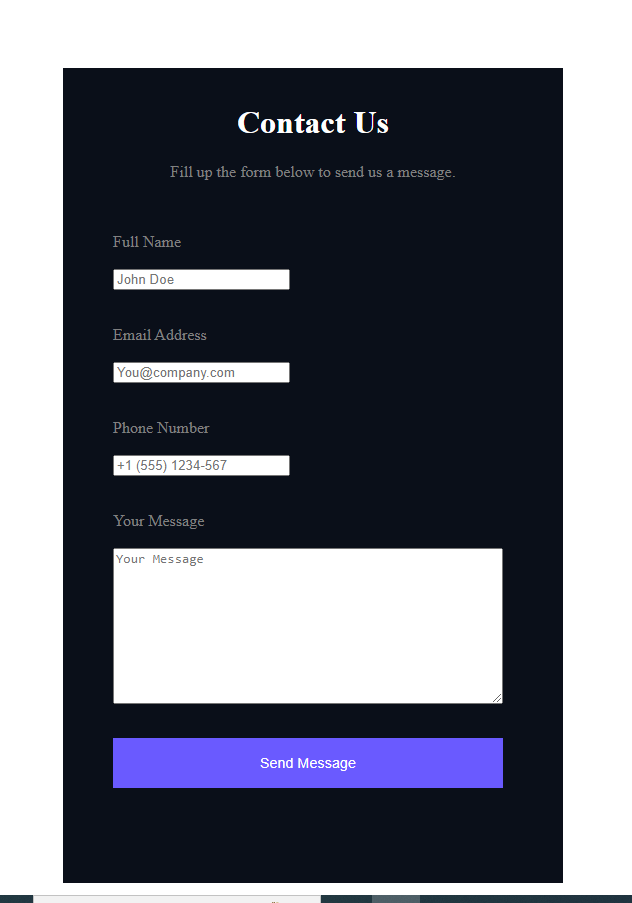 Contact Us
Fill up the form below to send us a message.
Full Name
John Doe
Email Address
You@company.com
Phone Number
+1 (555) 1234-567
Your Message
Your Message
Send Message